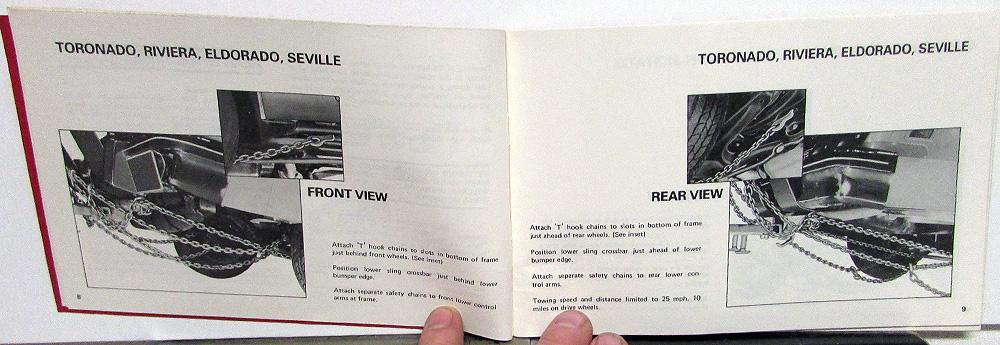 TORONADO, RIVIERA, ELDORADO, SEVILLE
FRONT VIEW
Attach 'T' hook chains to slots in bottom of frame
just behind front wheels. (See inset)
Position lower sling crossbar just behind lower
bumper edge.
Attach separate safety chains to front lower control
arms at frame.
8
TORONADO, RIVIERA, ELDORADO, SEVILLE
REAR VIEW
Attach 'T' hook chains to slots in bottom of frame
just ahead of rear wheels. (See inset)
Position lower sling crossbar just ahead of lower
bumper edge.
Attach separate safety chains to rear lower con-
trol arms.
Towing speed and distance limited to 25 mph, 10
miles on drive wheels.
9